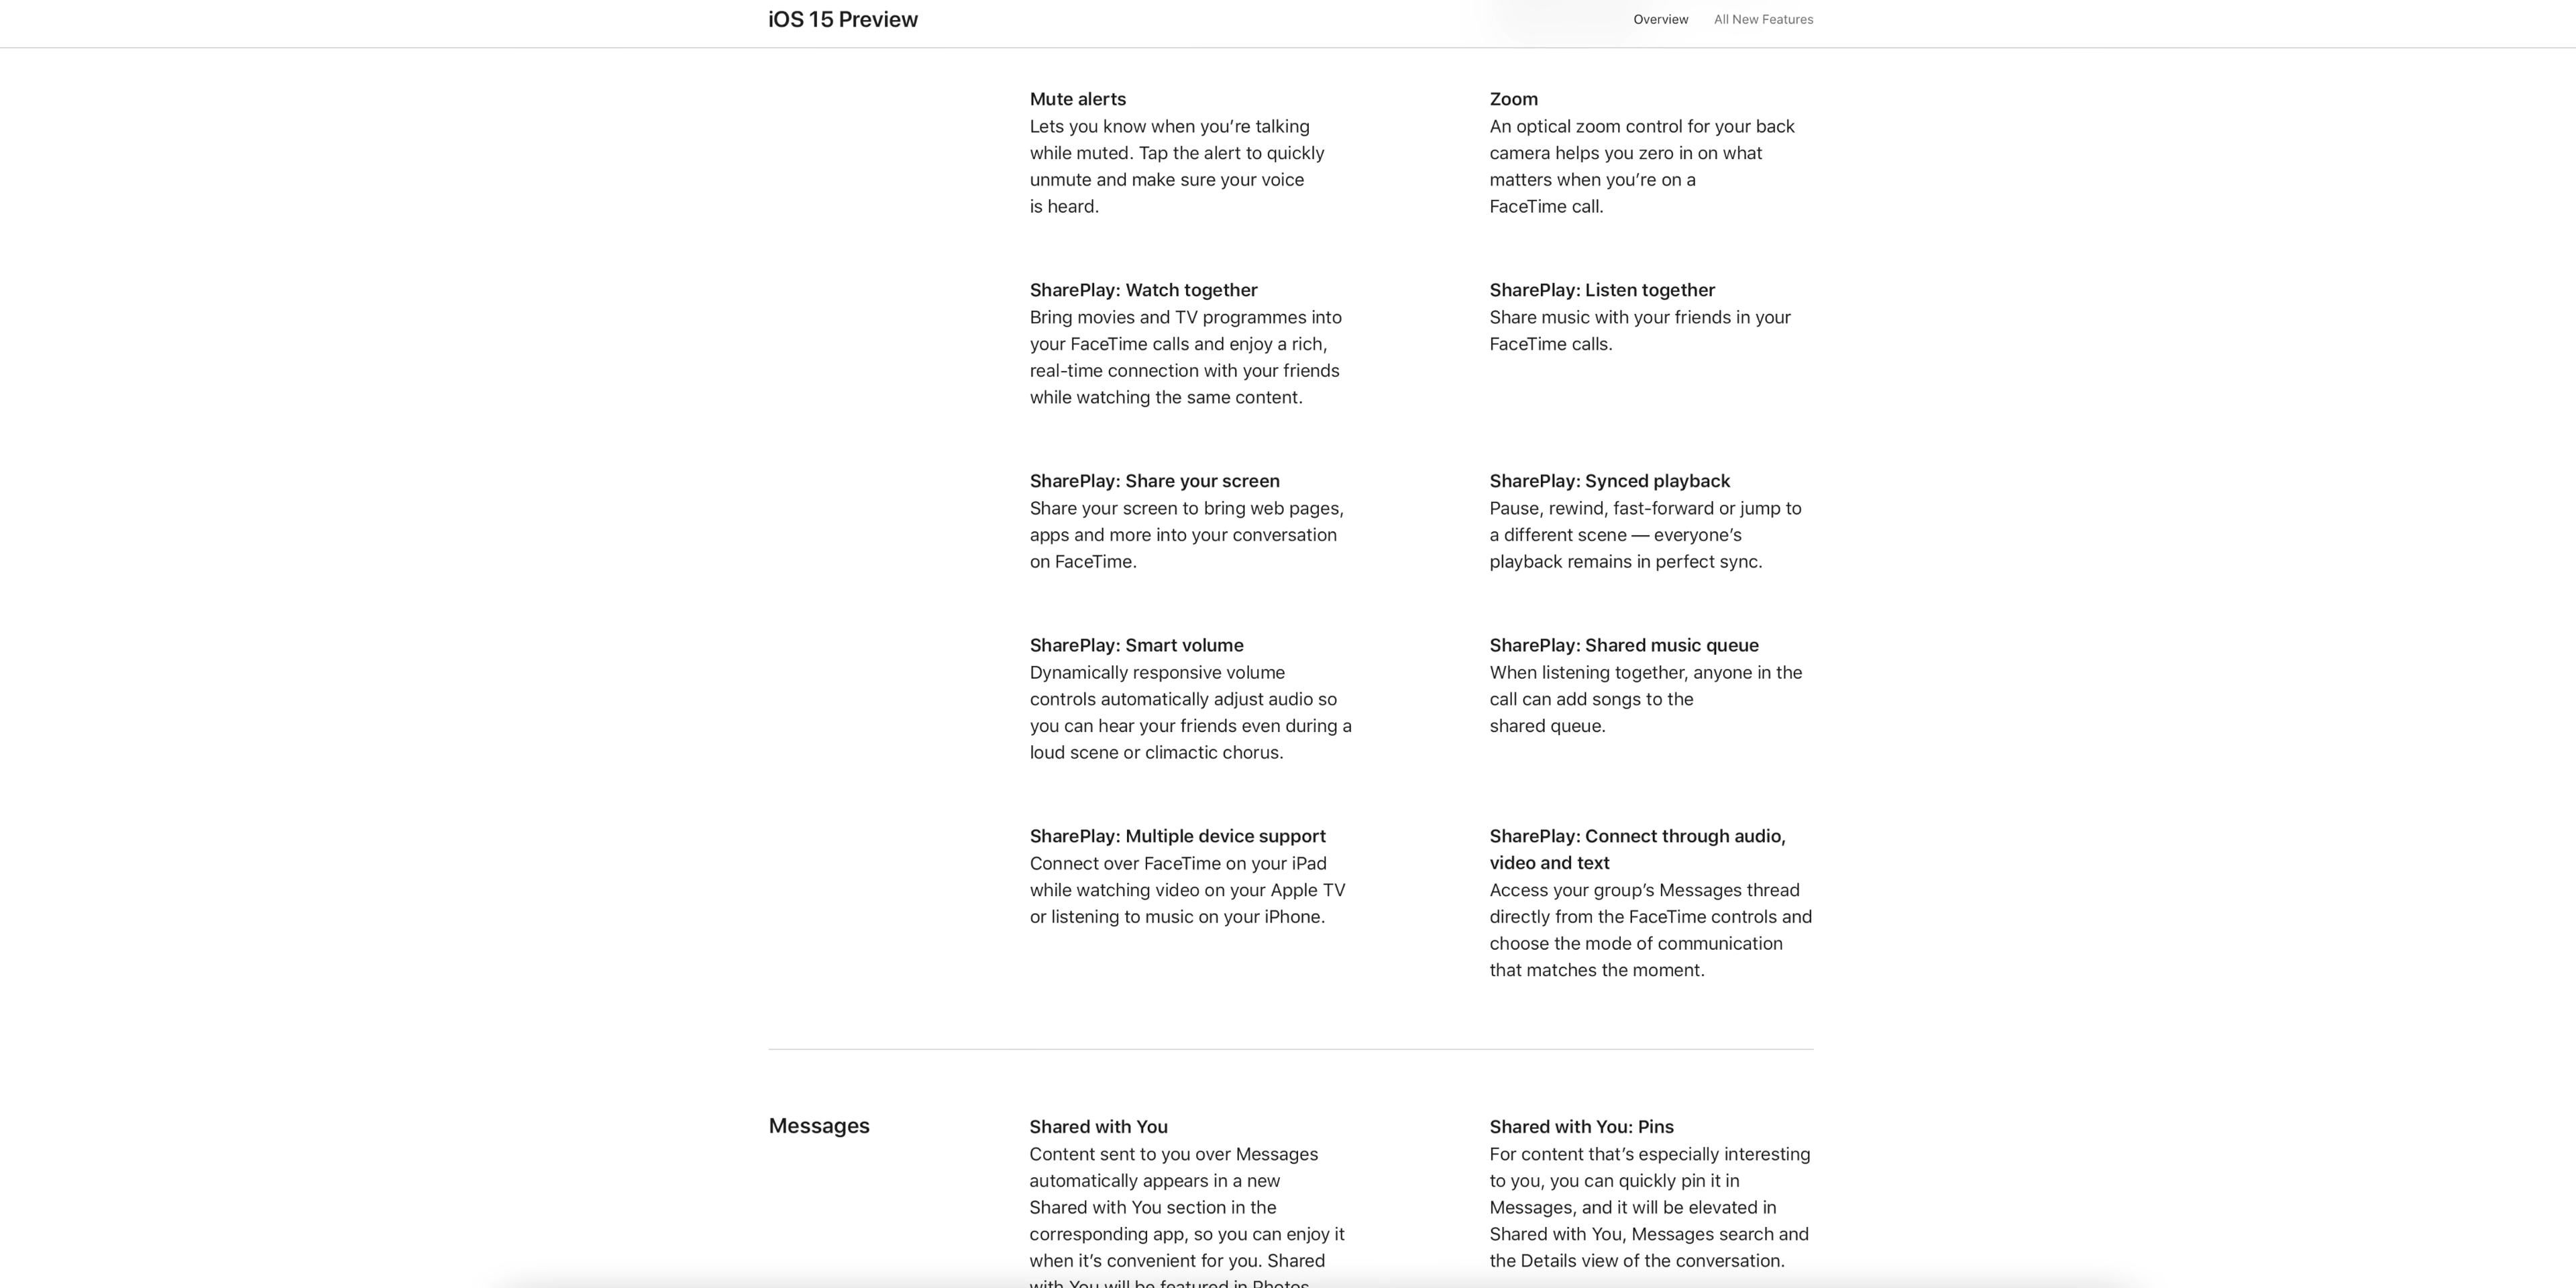 iOS 15 Preview
Overview
All New Features
Mute alerts
Lets you know when you’re talking
while muted. Tap the alert to quickly
unmute and make sure your voice
is heard.
Zoom
An optical zoom control for your back
camera helps you zero in on what
matters when you’re on a
FaceTime call.
SharePlay: Watch together
Bring movies and TV programmes into
your FaceTime calls and enjoy a rich,
real-time connection with your friends
while watching the same content.
SharePlay: Listen together
Share music with your friends in your
FaceTime calls.
SharePlay: Share your screen
Share your screen to bring web pages,
apps and more into your conversation
on FaceTime.
SharePlay: Synced playback
Pause, rewind, fast-forward or jump to
a different scene — everyone’s
playback remains in perfect sync.
SharePlay: Smart volume
Dynamically responsive volume
controls automatically adjust audio so
you can hear your friends even during a
loud scene or climactic chorus.
SharePlay: Shared music queue
When listening together, anyone in the
call can add songs to the
shared queue.
SharePlay: Multiple device support
Connect over FaceTime on your iPad
while watching video on your Apple TV
or listening to music on your iPhone.
SharePlay: Connect through audio,
video and text
Access your group’s Messages thread
directly from the FaceTime controls and
choose the mode of communication
that matches the moment.
Messages
Shared with You
Content sent to you over Messages
automatically appears in a new
Shared with You section in the
corresponding app, so you can enjoy it
when it’s convenient for you. Shared
with You will be featured in Photos,
Shared with You: Pins
For content that’s especially interesting
to you, you can quickly pin it in
Messages, and it will be elevated in
Shared with You, Messages search and
the Details view of the conversation.